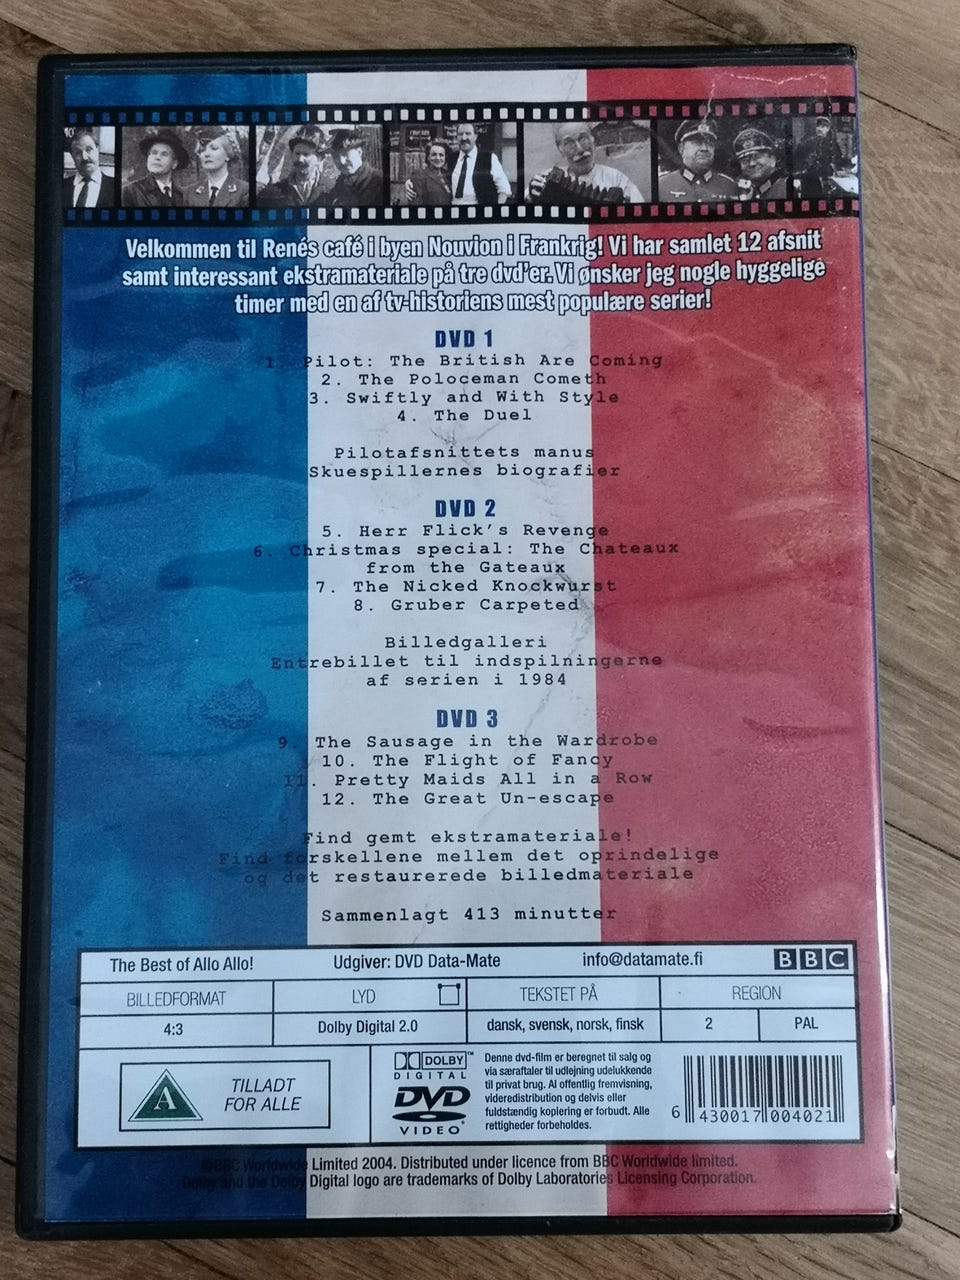 Velkommen til Renés café i byen Nouvion i Frankrig! Vi har samlet 12 afsnit
samt interessant ekstramateriale på tre dvd'er. Vi ønsker jeg nogle hyggelige
timer med en af tv-historiens mest populære serier!
DVD 1
1. Pilot: The British Are Coming
2. The Poloceman Cometh
3. Swiftly and With Style
4. The Duel
Pilotafsnittets manus
Skuespillernes biografier
DVD 2
5. Herr Flick's Revenge
6. Christmas special: The Chateaux
from the Gateaux
7. The Nicked Knockwurst
8. Gruber Carpeted
Billedgalleri
Entrebillet til indspilningerne
af serien i 1984
DVD 3
9. The Sausage in the Wardrobe
10. The Flight of Fancy
11. Pretty Maids All in a Row
12. The Great Un-escape
Find gemt ekstramateriale!
Find forskellene mellem det oprindelige
og det restaurerede billedmateriale
Sammenlagt 413 minutter
The Best of Allo Allo! Udgiver: DVD Data-Mate info@datamate.fi BBC
BILLEDFORMAT LYD TEKSTET PÅ REGION
4:3 Dolby Digital 2.0 dansk, svensk, norsk, finsk 2 PAL
A TILLADT
FOR ALLE
DOLBY™
DIGITAL
DVD
VIDEO
Denne dvd-film er beregnet til salg og
via særaftaler til udlejning udelukkende
til privat brug. Al offentlig fremvisning,
videredistribution og delvis eller
fuldstændig kopiering er forbudt. Alle
rettigheder forbeholdes.
6 430017 004021
©BBC Worldwide Limited 2004. Distributed under licence from BBC Worldwide limited.
Dolby and the Dolby Digital logo are trademarks of Dolby Laboratories Licensing Corporation.